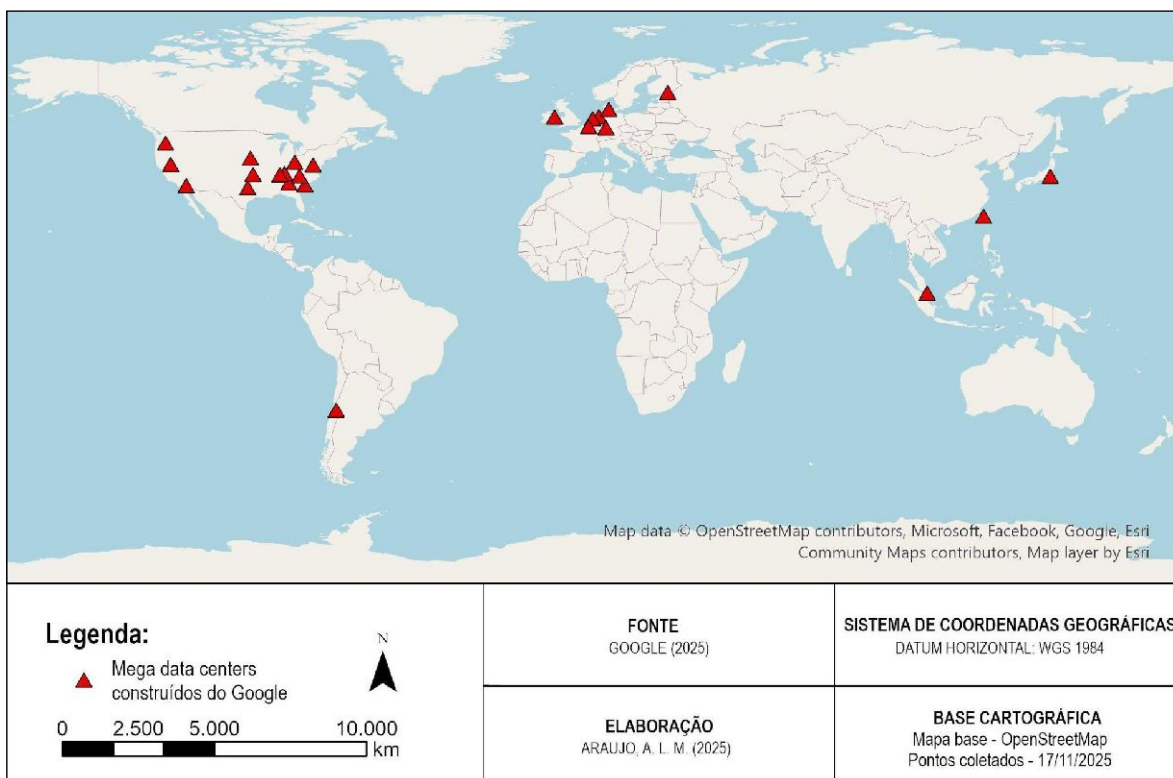 Map data © OpenStreetMap contributors, Microsoft, Facebook, Google, Esri
Community Maps contributors, Map layer by Esri
Legenda:
Mega data centers
construídos do Google
N
0 2.500 5.000 10.000
km
FONTE
GOOGLE (2025)
SISTEMA DE COORDENADAS GEOGRÁFICAS
DATUM HORIZONTAL: WGS 1984
ELABORAÇÃO
ARAUJO, A. L. M. (2025)
BASE CARTOGRÁFICA
Mapa base - OpenStreetMap
Pontos coletados - 17/11/2025